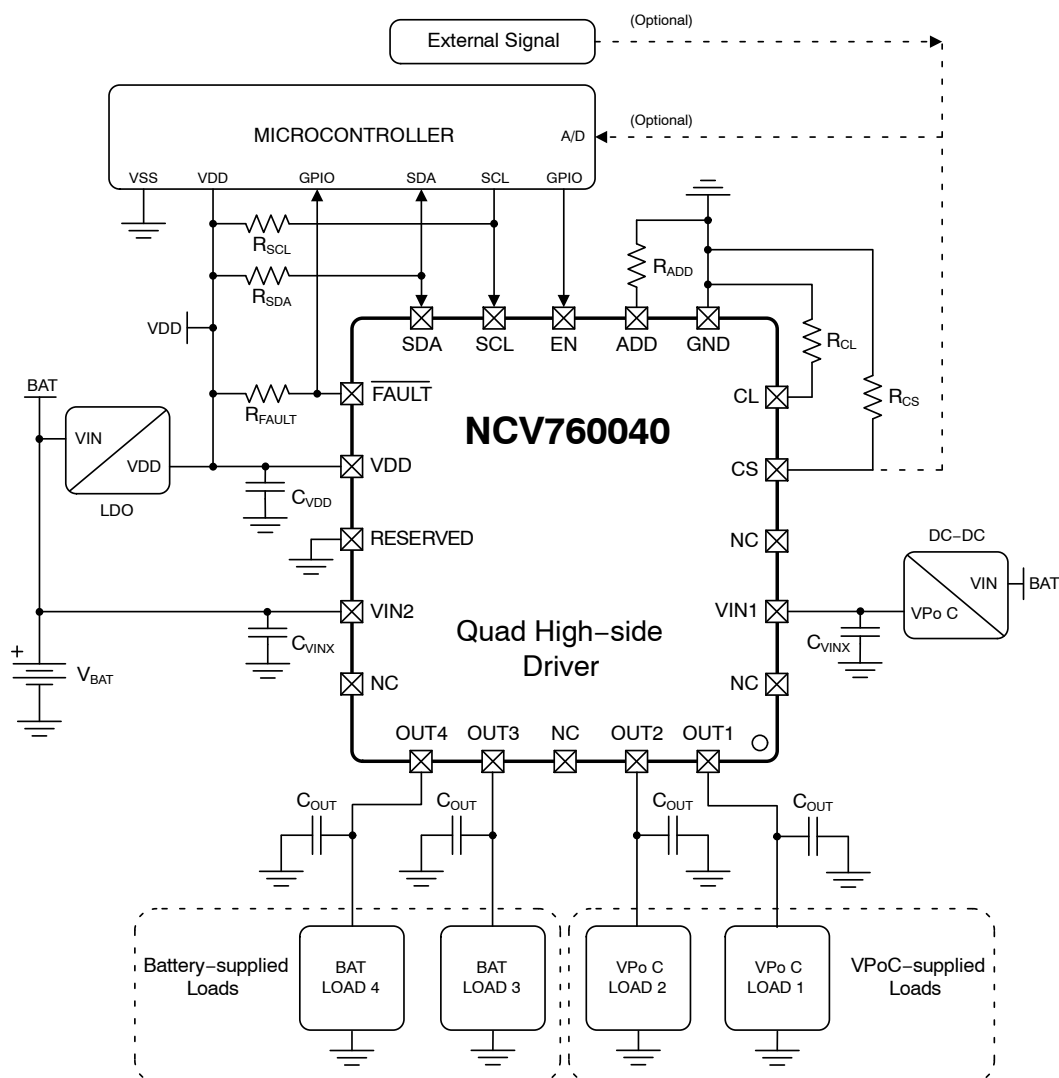 (Optional)
External Signal
MICROCONTROLLER
(Optional)
A/D
VSS VDD GPIO SDA SCL GPIO
RSCL
RADD
RSDA
VDD
RCL
SDA SCL EN ADD GND
BAT
RFAULT
FAULT
NCV760040
CL
RCS
VIN
VDD
LDO
VDD
CVDD
CS
RESERVED
NC
DC−DC
VIN
BAT
VPo C
VIN2
CVINX
VIN1
CVINX
Quad High−side
Driver
+
VBAT
NC
NC
OUT4 OUT3 NC OUT2 OUT1
COUT COUT COUT COUT
Battery−supplied
Loads
BAT
LOAD 4
BAT
LOAD 3
VPo C
LOAD 2
VPo C
LOAD 1
VPoC−supplied
Loads